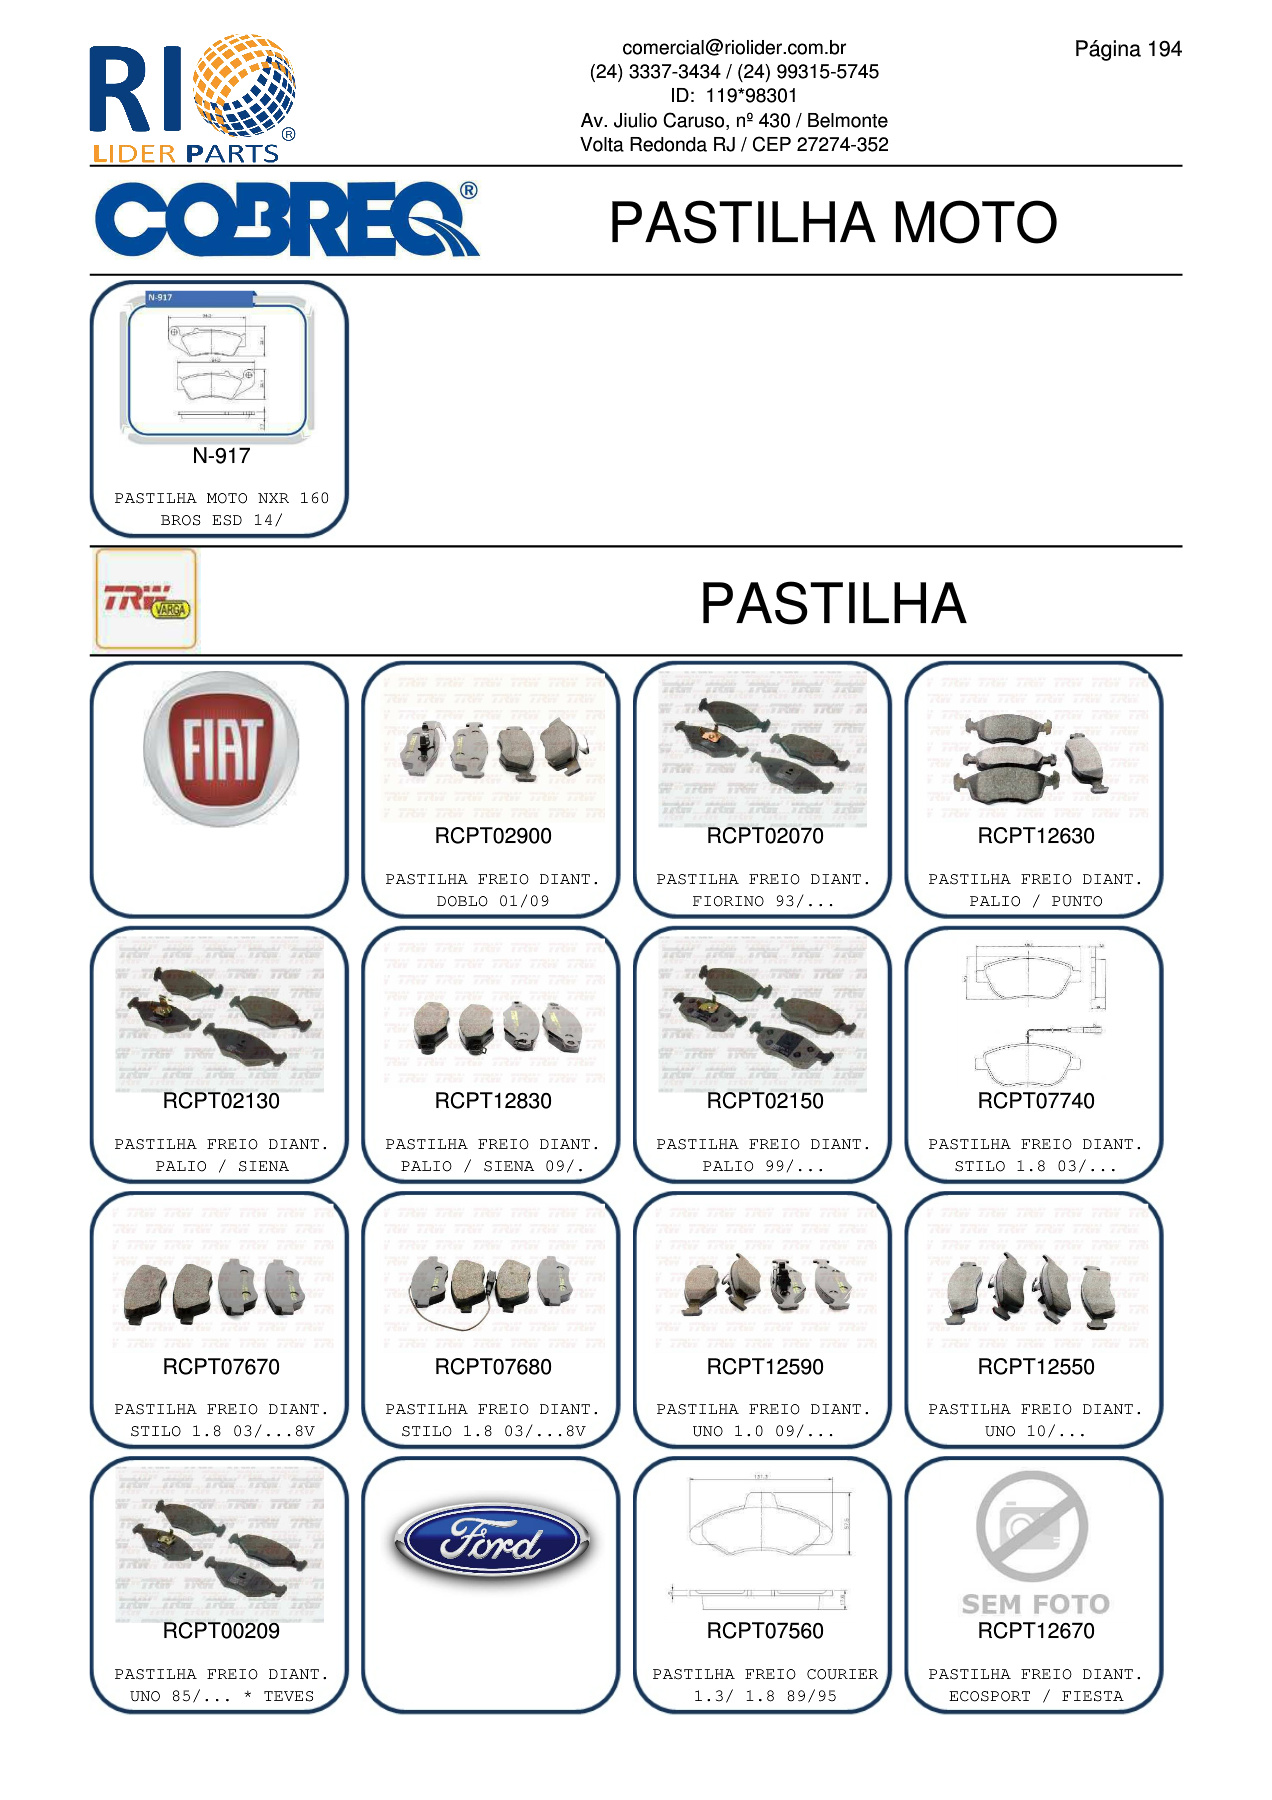 RIO
LIDER PARTS
®
comercial@riolider.com.br
(24) 3337-3434 / (24) 99315-5745
ID: 119*98301
Av. Jiulio Caruso, nº 430 / Belmonte
Volta Redonda RJ / CEP 27274-352
Página 194
COBREQ®
PASTILHA MOTO
N-917
N-917
PASTILHA MOTO NXR 160
BROS ESD 14/
TRW
VARGA
PASTILHA
FIAT
RCPT02900
PASTILHA FREIO DIANT.
DOBLO 01/09
RCPT02070
PASTILHA FREIO DIANT.
FIORINO 93/...
RCPT12630
PASTILHA FREIO DIANT.
PALIO / PUNTO
RCPT02130
PASTILHA FREIO DIANT.
PALIO / SIENA
RCPT12830
PASTILHA FREIO DIANT.
PALIO / SIENA 09/.
RCPT02150
PASTILHA FREIO DIANT.
PALIO 99/...
RCPT07740
PASTILHA FREIO DIANT.
STILO 1.8 03/...
RCPT07670
PASTILHA FREIO DIANT.
STILO 1.8 03/...8V
RCPT07680
PASTILHA FREIO DIANT.
STILO 1.8 03/...8V
RCPT12590
PASTILHA FREIO DIANT.
UNO 1.0 09/...
RCPT12550
PASTILHA FREIO DIANT.
UNO 10/...
RCPT00209
PASTILHA FREIO DIANT.
UNO 85/... * TEVES
Ford
RCPT07560
PASTILHA FREIO COURIER
1.3/ 1.8 89/95
SEM FOTO
RCPT12670
PASTILHA FREIO DIANT.
ECOSPORT / FIESTA